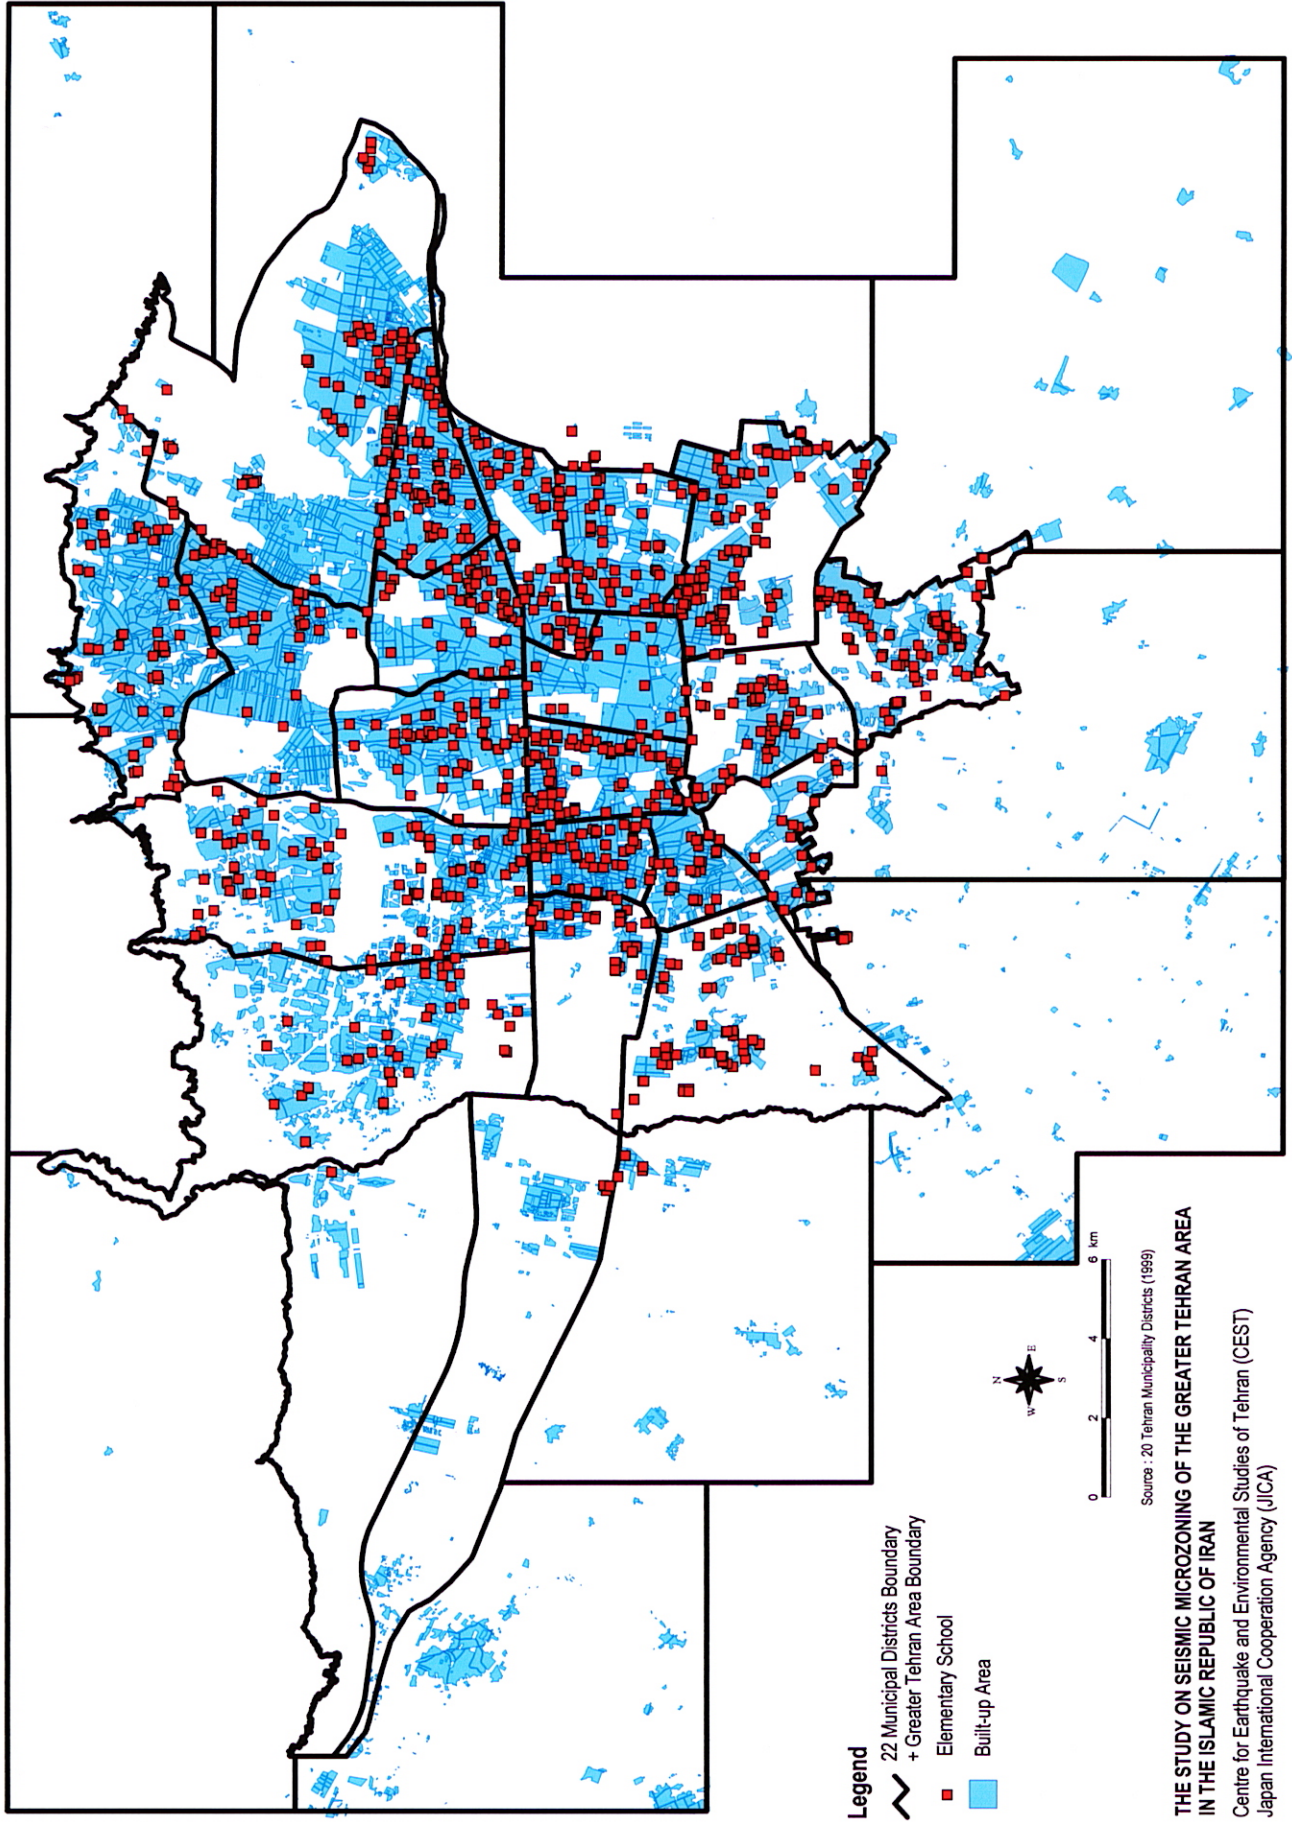 Legend
22 Municipal Districts Boundary
+ Greater Tehran Area Boundary
Elementary School
Built-up Area
N
W
E
S
0 2 4 6 km
Source : 20 Tehran Municipality Districts (1999)
THE STUDY ON SEISMIC MICROZONING OF THE GREATER TEHRAN AREA
IN THE ISLAMIC REPUBLIC OF IRAN
Centre for Earthquake and Environmental Studies of Tehran (CEST)
Japan International Cooperation Agency (JICA)